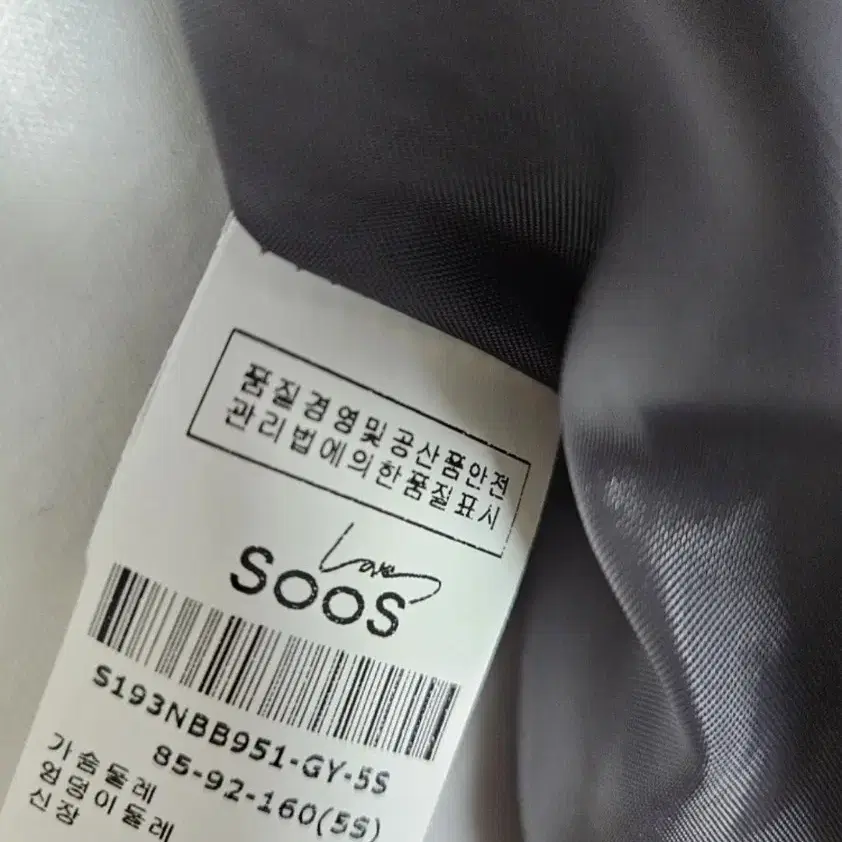 품질경영및공산품안전
관리법에의한품질표시
Love
SOOS
S193NBB951-GY-5S
85-92-160(5S)
가슴둘레
엉덩이둘레
신장